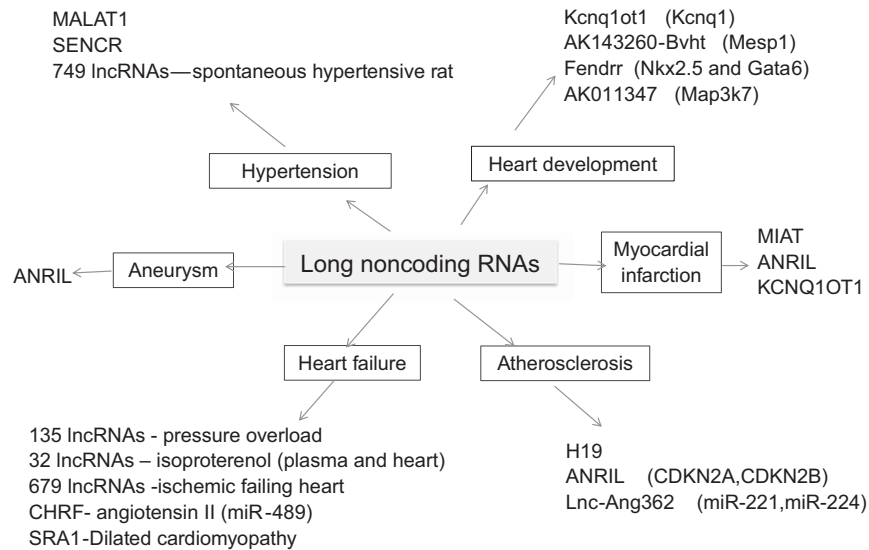 MALAT1
SENCR
749 lncRNAs—spontaneous hypertensive rat
Kcnq1ot1 (Kcnq1)
AK143260-Bvht (Mesp1)
Fendrr (Nkx2.5 and Gata6)
AK011347 (Map3k7)
Hypertension
Heart development
ANRIL
Aneurysm
Long noncoding RNAs
Myocardial
infarction
MIAT
ANRIL
KCNQ1OT1
Heart failure
Atherosclerosis
135 lncRNAs - pressure overload
32 lncRNAs – isoproterenol (plasma and heart)
679 lncRNAs -ischemic failing heart
CHRF- angiotensin II (miR-489)
SRA1-Dilated cardiomyopathy
H19
ANRIL (CDKN2A,CDKN2B)
Lnc-Ang362 (miR-221,miR-224)